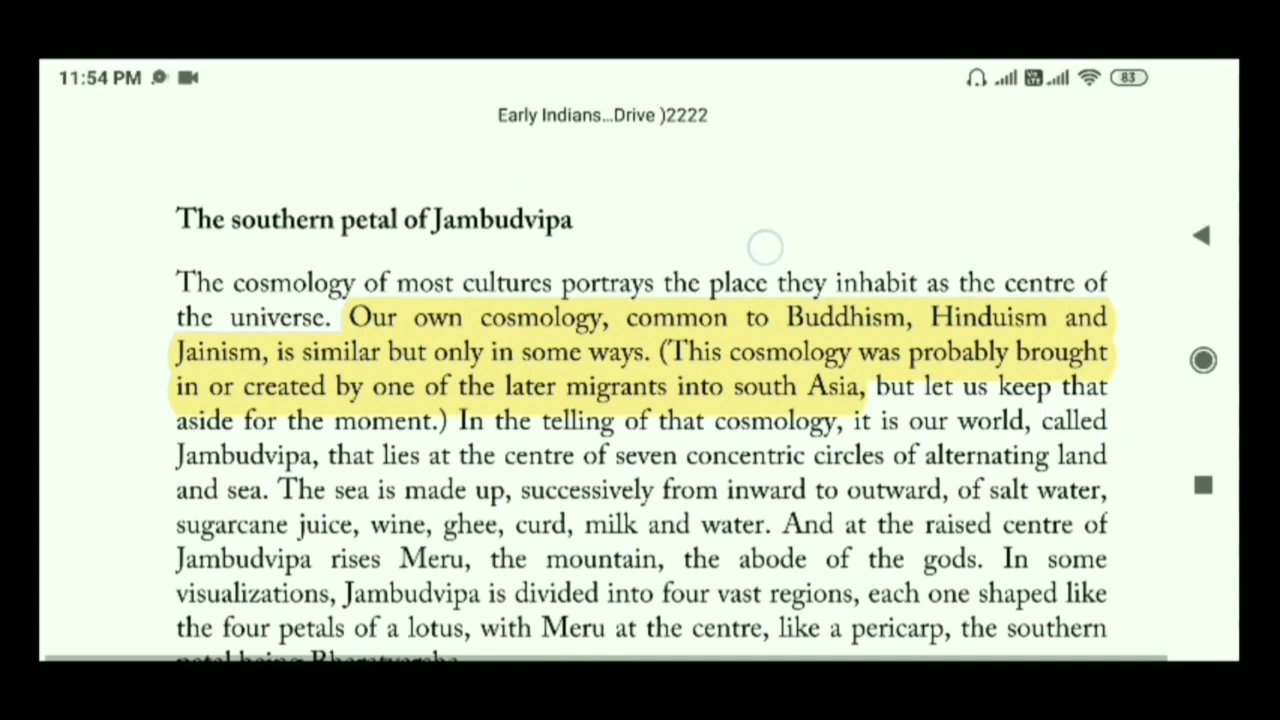 11:54 PM
83
Early Indians...Drive )2222
The southern petal of Jambudvipa
The cosmology of most cultures portrays the place they inhabit as the centre of
the universe. Our own cosmology, common to Buddhism, Hinduism and
Jainism, is similar but only in some ways. (This cosmology was probably brought
in or created by one of the later migrants into south Asia, but let us keep that
aside for the moment.) In the telling of that cosmology, it is our world, called
Jambudvipa, that lies at the centre of seven concentric circles of alternating land
and sea. The sea is made up, successively from inward to outward, of salt water,
sugarcane juice, wine, ghee, curd, milk and water. And at the raised centre of
Jambudvipa rises Meru, the mountain, the abode of the gods. In some
visualizations, Jambudvipa is divided into four vast regions, each one shaped like
the four petals of a lotus, with Meru at the centre, like a pericarp, the southern
petal being